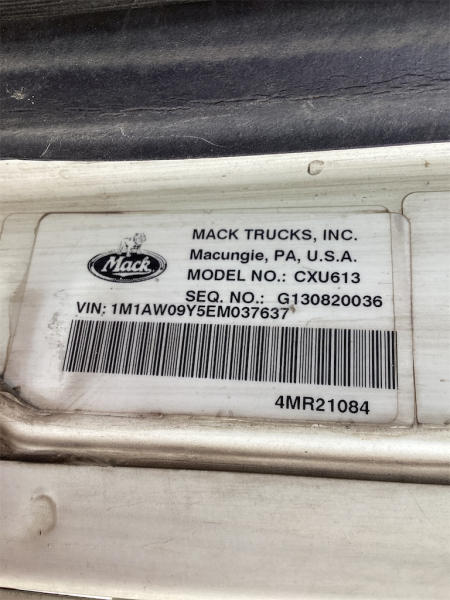 MACK TRUCKS, INC.
Mack
Macungie, PA, U.S.A.
MODEL NO.: CXU613
SEQ. NO.: G130820036
VIN: 1M1AW09Y5EM037637
4MR21084